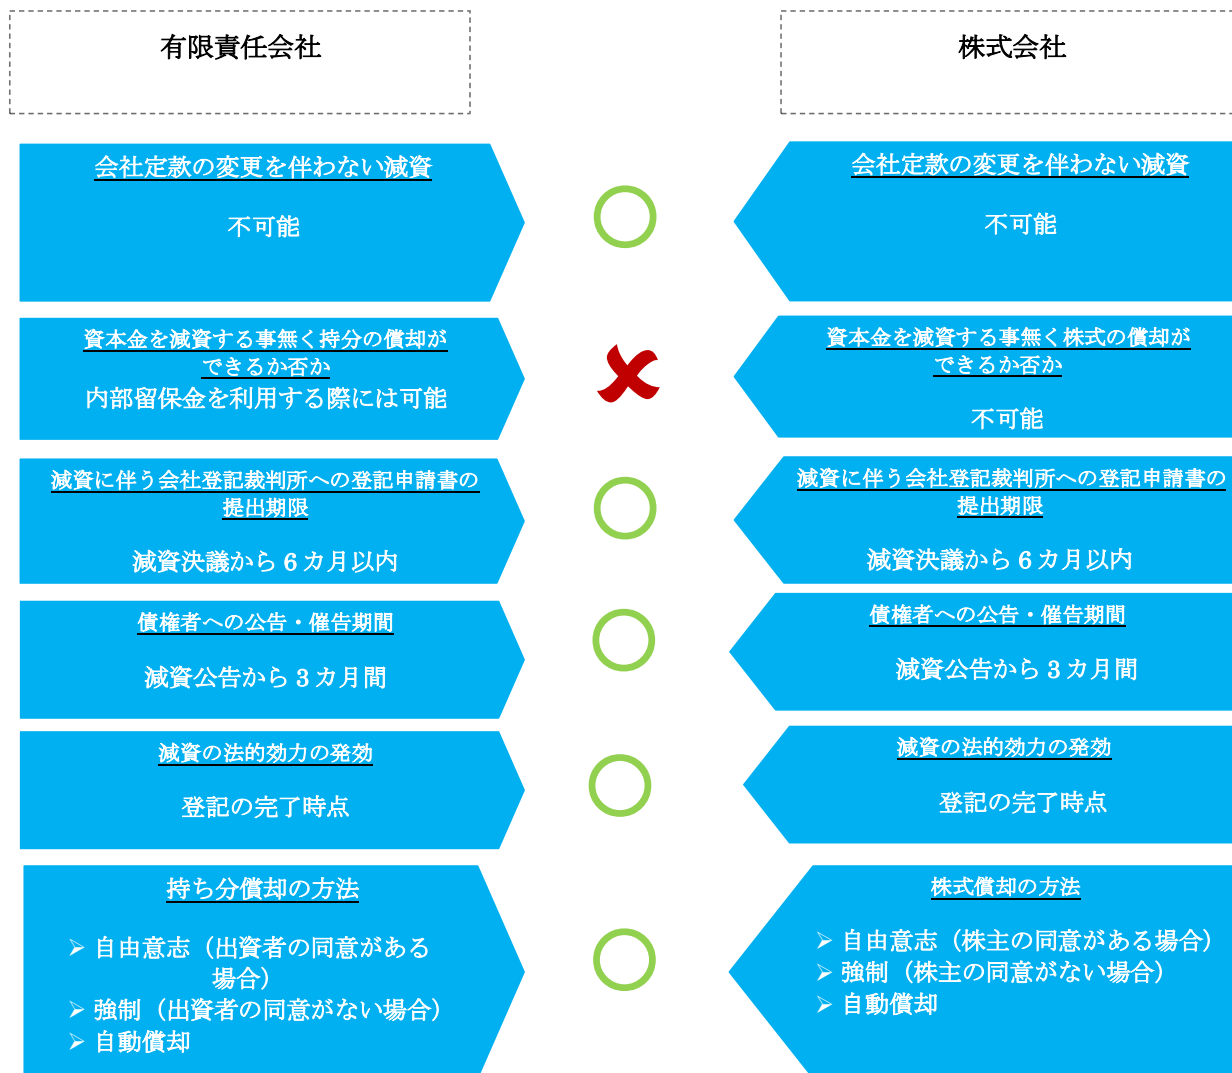 有限責任会社
株式会社
会社定款の変更を伴わない減資
不可能
会社定款の変更を伴わない減資
不可能
資本金を減資する事無く持分の償却が
できるか否か
内部留保金を利用する際には可能
資本金を減資する事無く株式の償却が
できるか否か
不可能
減資に伴う会社登記裁判所への登記申請書の
提出期限
減資決議から6カ月以内
減資に伴う会社登記裁判所への登記申請書の
提出期限
減資決議から6カ月以内
債権者への公告・催告期間
減資公告から3カ月間
債権者への公告・催告期間
減資公告から3カ月間
減資の法的効力の発効
登記の完了時点
減資の法的効力の発効
登記の完了時点
持ち分償却の方法
➢ 自由意志（出資者の同意がある
場合）
➢ 強制（出資者の同意がない場合）
➢ 自動償却
株式償却の方法
➢ 自由意志（株主の同意がある場合）
➢ 強制（株主の同意がない場合）
➢ 自動償却